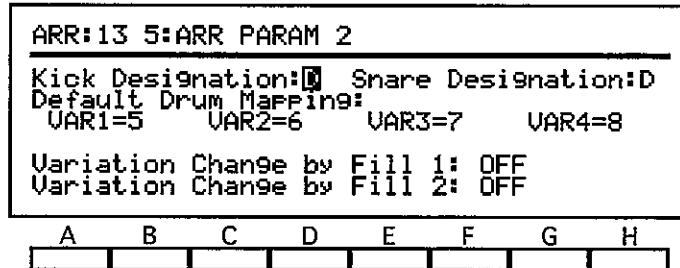 ARR:13 5:ARR PARAM 2
Kick Designation:D Snare Designation:D
Default Drum Mapping:
VAR1=5 VAR2=6 VAR3=7 VAR4=8
Variation Change by Fill 1: OFF
Variation Change by Fill 2: OFF
A B C D E F G H